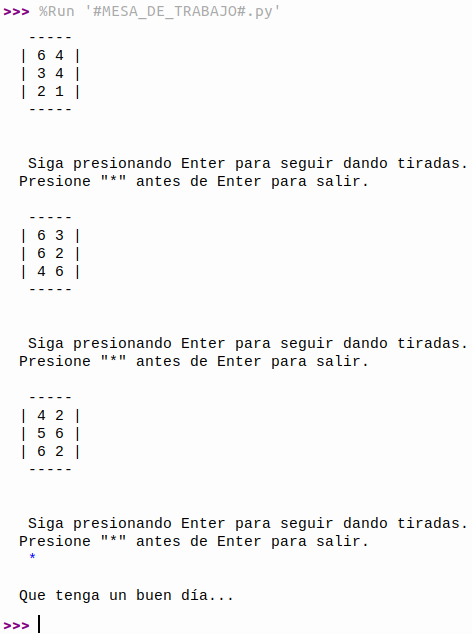 >>> %Run '#MESA_DE_TRABAJO#.py'
-----
| 6 4 |
| 3 4 |
| 2 1 |
-----
Siga presionando Enter para seguir dando tiradas.
Presione "*" antes de Enter para salir.
-----
| 6 3 |
| 6 2 |
| 4 6 |
-----
Siga presionando Enter para seguir dando tiradas.
Presione "*" antes de Enter para salir.
-----
| 4 2 |
| 5 6 |
| 6 2 |
-----
Siga presionando Enter para seguir dando tiradas.
Presione "*" antes de Enter para salir.
*
Que tenga un buen día...
>>>